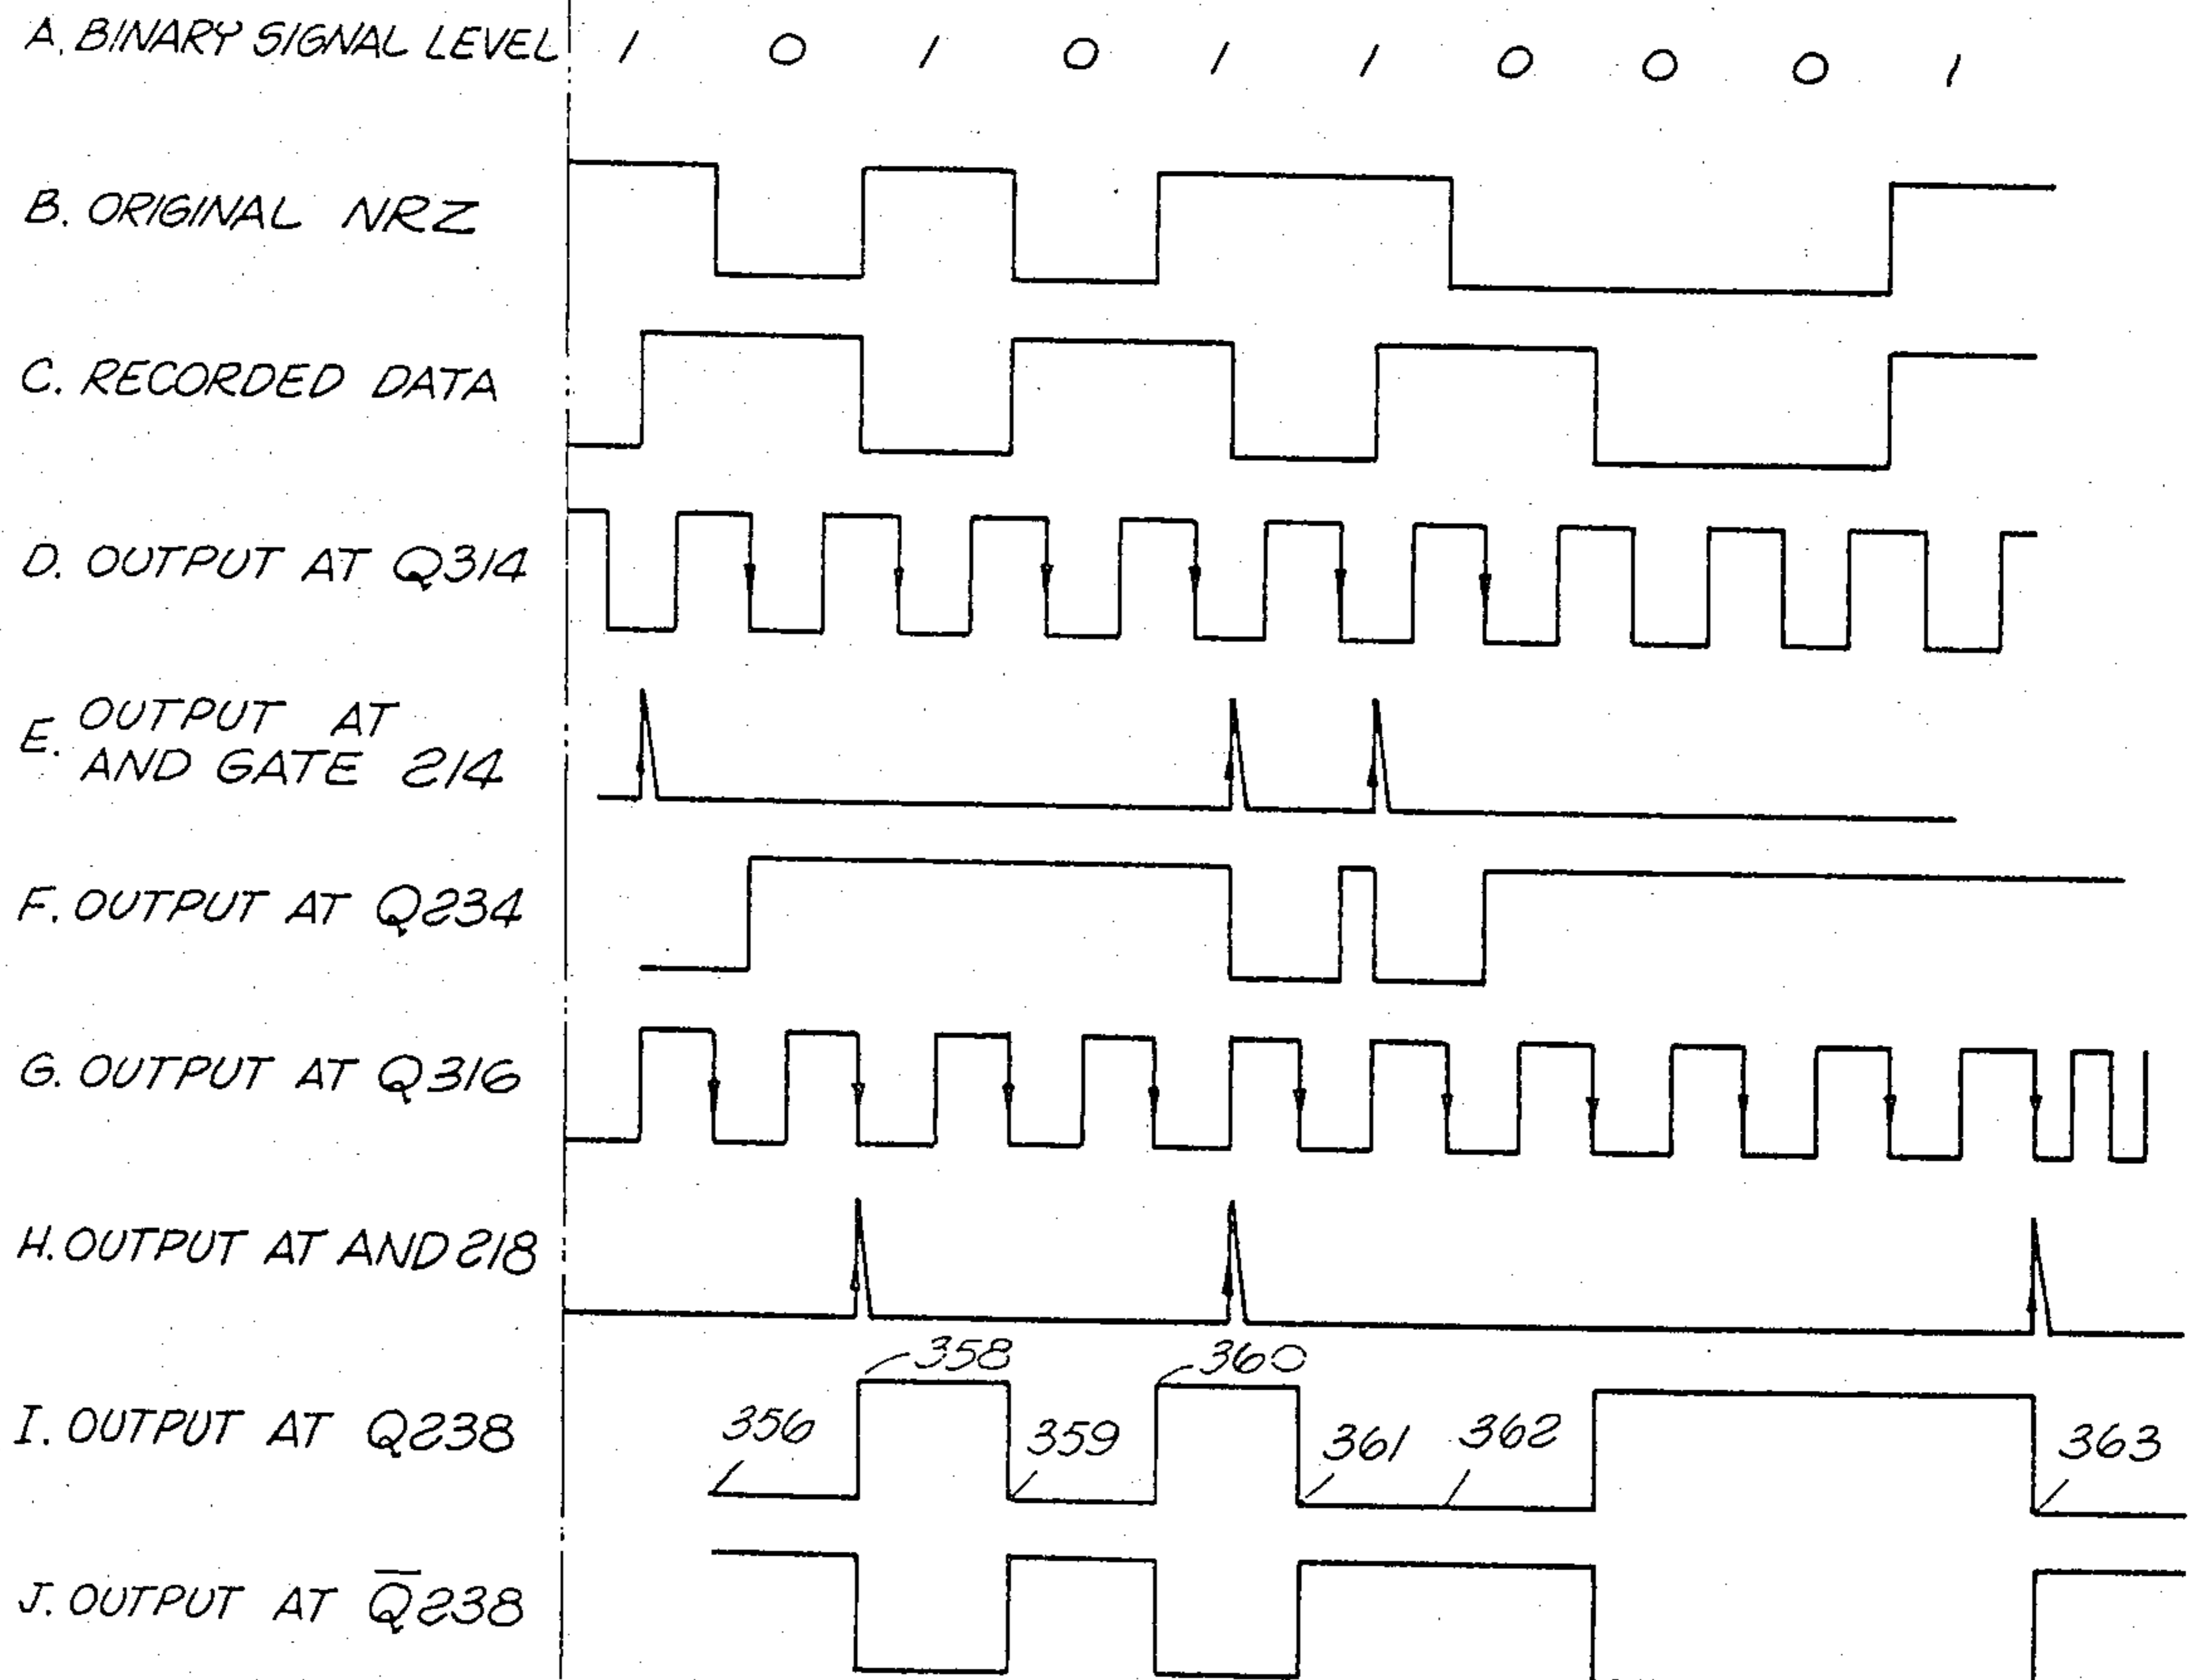 A. BINARY SIGNAL LEVEL 1 0 1 0 1 1 0 0 0 1
B. ORIGINAL NRZ
C. RECORDED DATA
D. OUTPUT AT Q314
E. OUTPUT AT
AND GATE 214
F. OUTPUT AT Q234
G. OUTPUT AT Q316
H. OUTPUT AT AND 218
358 360
I. OUTPUT AT Q238 356 359 361 362 363
J. OUTPUT AT Q̅238